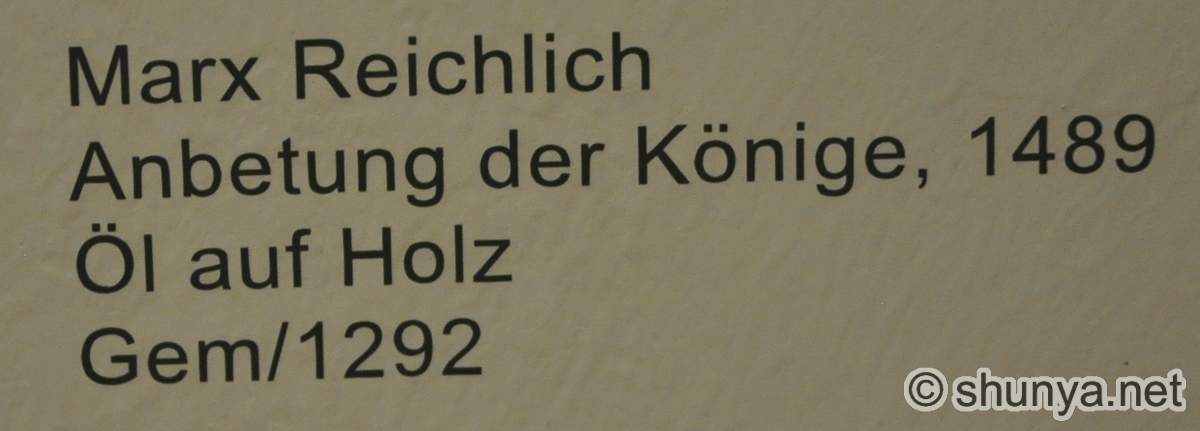 Marx Reichlich
Anbetung der Könige, 1489
Öl auf Holz
Gem/1292
© shunya.net